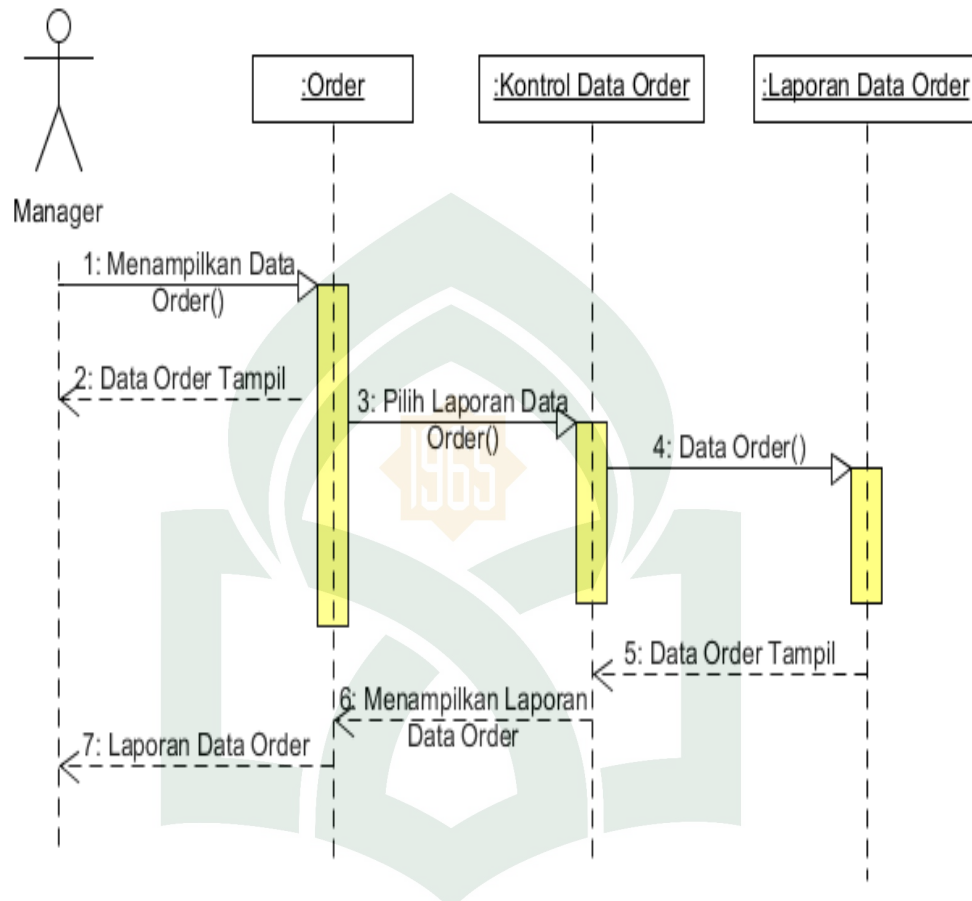 :Order
:Kontrol Data Order
:Laporan Data Order
Manager
1: Menampilkan Data
Order()
2: Data Order Tampil
3: Pilih Laporan Data
Order()
4: Data Order()
1965
5: Data Order Tampil
6: Menampilkan Laporan
Data Order
7: Laporan Data Order